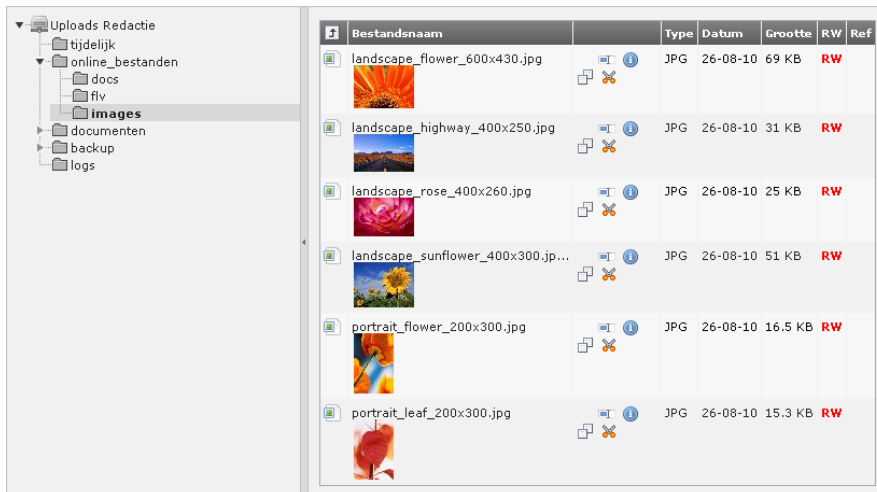 Uploads Redactie
tijdelijk
online_bestanden
docs
flv
images
documenten
backup
logs
Bestandsnaam Type Datum Grootte RW Ref
landscape_flower_600x430.jpg JPG 26-08-10 69 KB RW
landscape_highway_400x250.jpg JPG 26-08-10 31 KB RW
landscape_rose_400x260.jpg JPG 26-08-10 25 KB RW
landscape_sunflower_400x300.jp... JPG 26-08-10 51 KB RW
portrait_flower_200x300.jpg JPG 26-08-10 16.5 KB RW
portrait_leaf_200x300.jpg JPG 26-08-10 15.3 KB RW